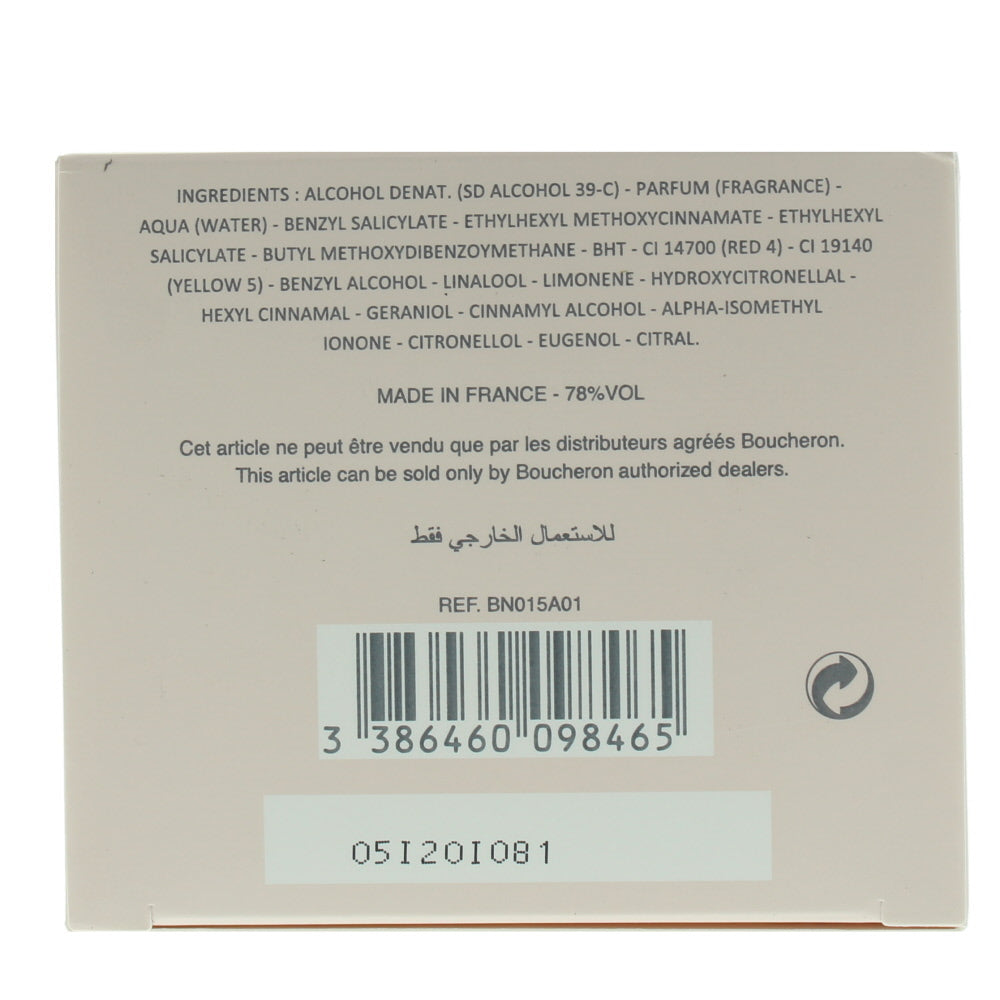 INGREDIENTS : ALCOHOL DENAT. (SD ALCOHOL 39-C) - PARFUM (FRAGRANCE) -
AQUA (WATER) - BENZYL SALICYLATE - ETHYLHEXYL METHOXYCINNAMATE - ETHYLHEXYL
SALICYLATE - BUTYL METHOXYDIBENZOYMETHANE - BHT - CI 14700 (RED 4) - CI 19140
(YELLOW 5) - BENZYL ALCOHOL - LINALOOL - LIMONENE - HYDROXYCITRONELLAL -
HEXYL CINNAMAL - GERANIOL - CINNAMYL ALCOHOL - ALPHA-ISOMETHYL
IONONE - CITRONELLOL - EUGENOL - CITRAL.
MADE IN FRANCE - 78%VOL
Cet article ne peut être vendu que par les distributeurs agréés Boucheron.
This article can be sold only by Boucheron authorized dealers.
للاستعمال الخارجي فقط
REF. BN015A01
3 386460 098465
05I20I081